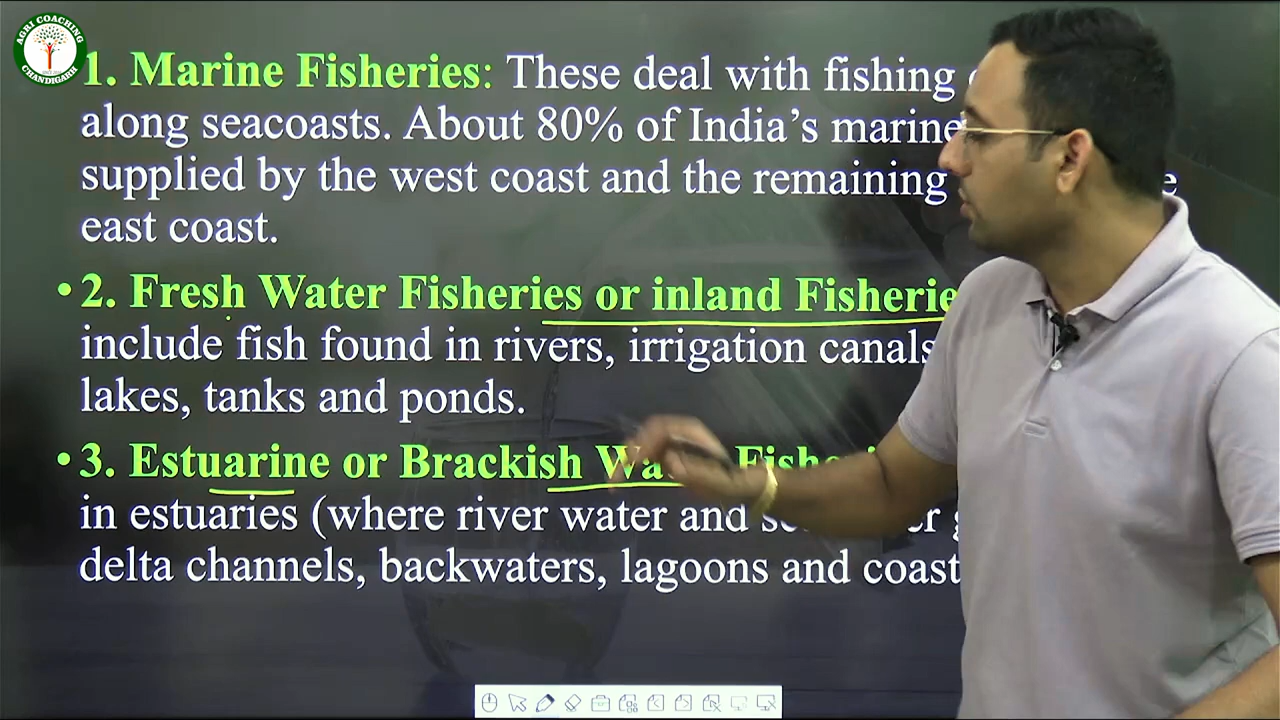 AGRI COACHING
CHANDIGARH
1. Marine Fisheries: These deal with fishing
along seacoasts. About 80% of India's marine
supplied by the west coast and the remaining
east coast.
• 2. Fresh Water Fisheries or inland Fisherie
include fish found in rivers, irrigation canals
lakes, tanks and ponds.
• 3. Estuarine or Brackish Wa Fishe
in estuaries (where river water and
delta channels, backwaters, lagoons and coast